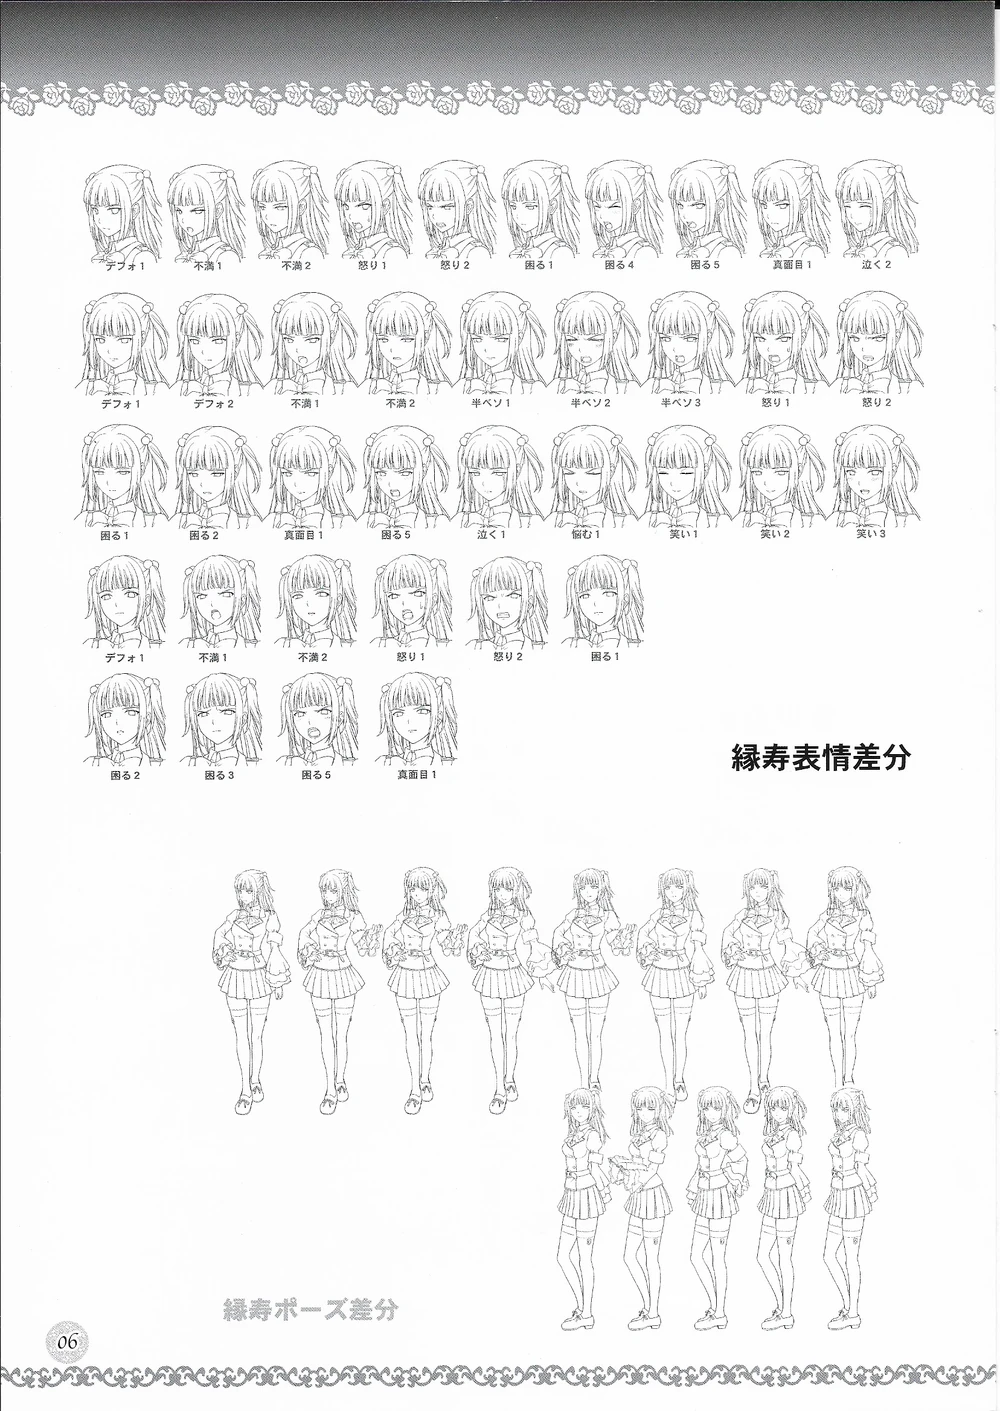 デフォ1 不満1 不満2 怒り1 怒り2 困る1 困る4 困る5 真面目1 泣く2
デフォ1 デフォ2 不満1 不満2 半ベソ1 半ベソ2 半ベソ3 怒り1 怒り2
困る1 困る2 真面目1 困る5 泣く1 悩む1 笑い1 笑い2 笑い3
デフォ1 不満1 不満2 怒り1 怒り2 困る1
困る2 困る3 困る5 真面目1
縁寿表情差分
縁寿ポーズ差分
06